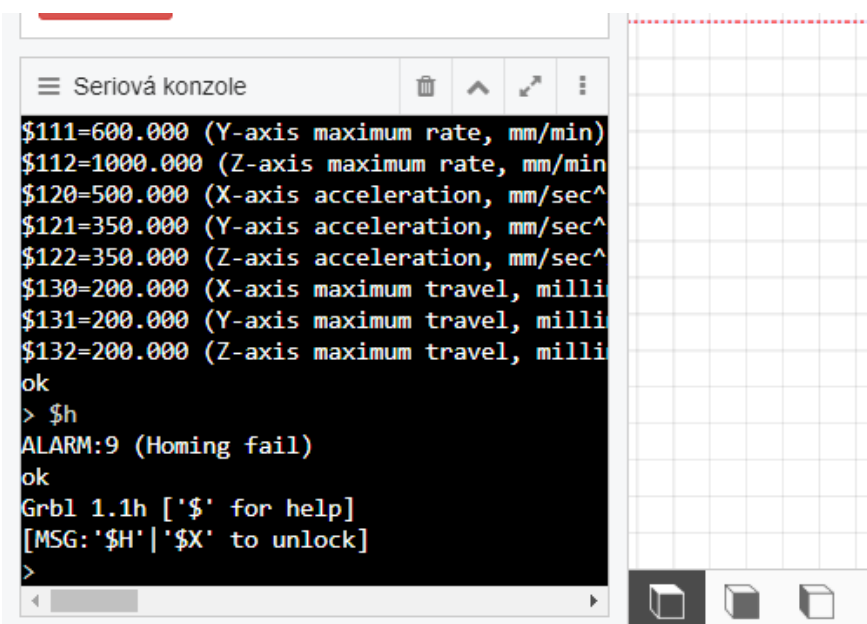 Seriová konzole
$111=600.000 (Y-axis maximum rate, mm/min)
$112=1000.000 (Z-axis maximum rate, mm/min
$120=500.000 (X-axis acceleration, mm/sec^
$121=350.000 (Y-axis acceleration, mm/sec^
$122=350.000 (Z-axis acceleration, mm/sec^
$130=200.000 (X-axis maximum travel, milli
$131=200.000 (Y-axis maximum travel, milli
$132=200.000 (Z-axis maximum travel, milli
ok
> $h
ALARM:9 (Homing fail)
ok
Grbl 1.1h ['$' for help]
[MSG:'$H'|'$X' to unlock]
>